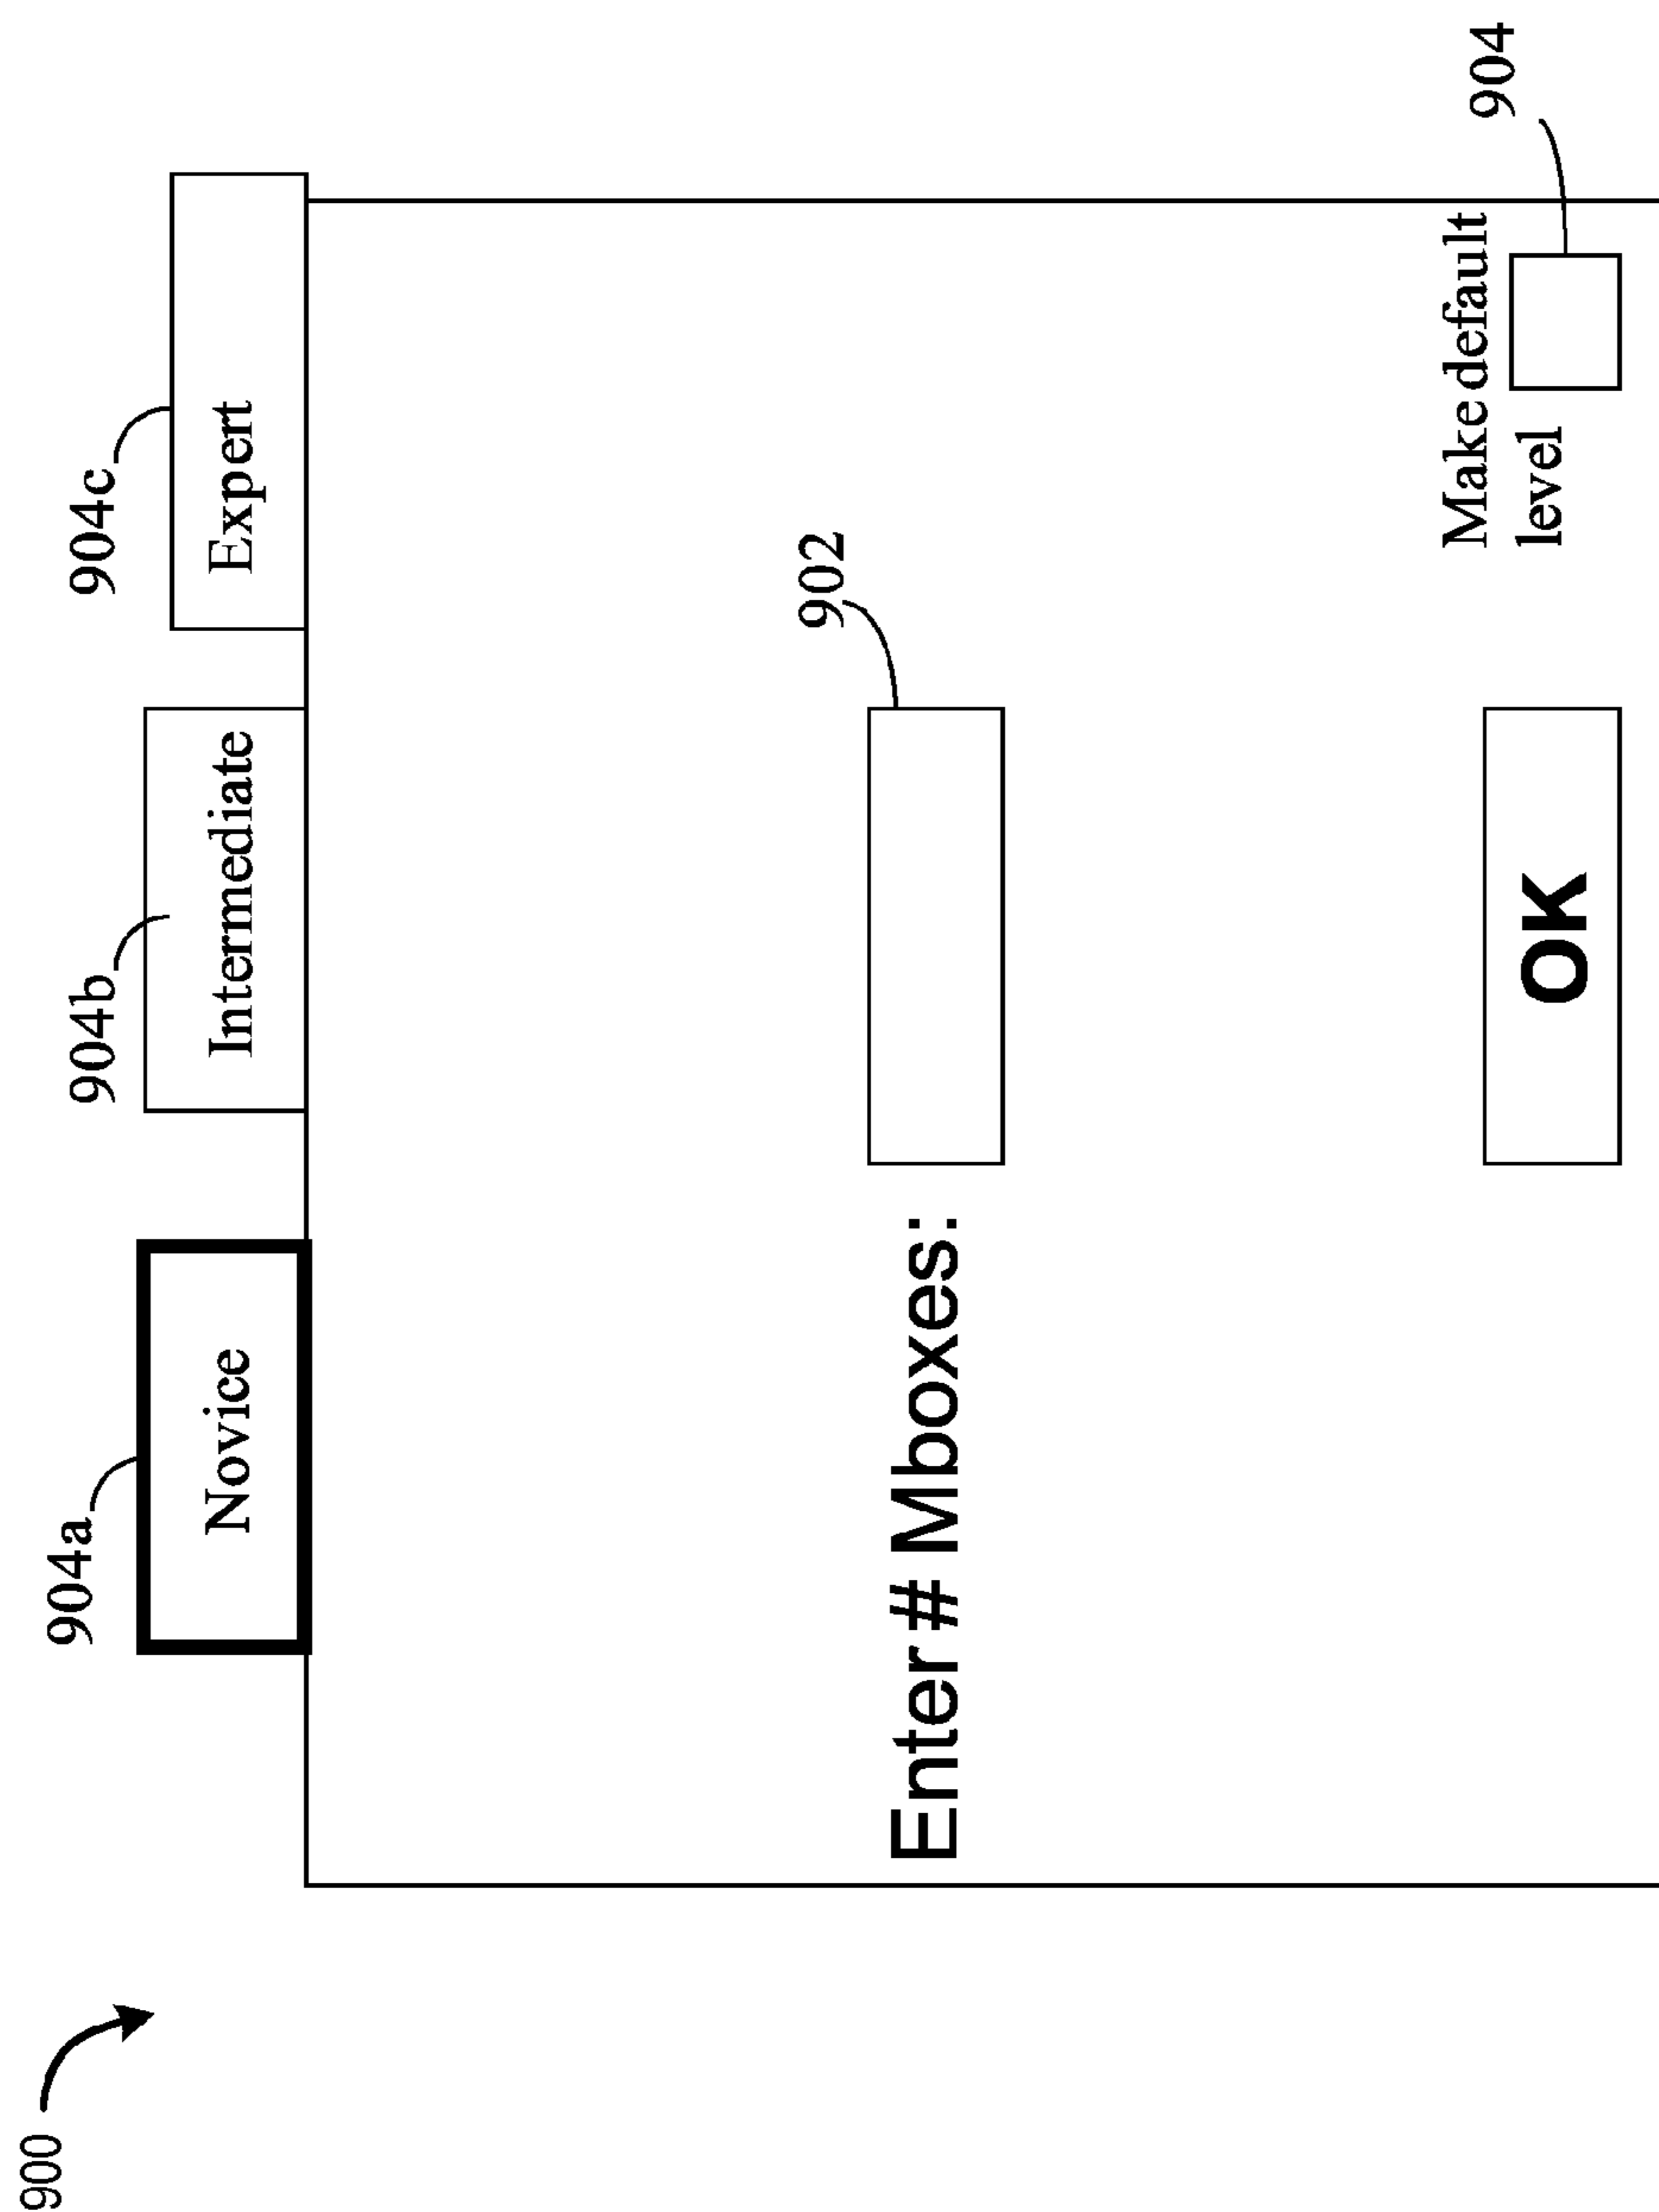 900
904a
904b
904c
Novice
Intermediate
Expert
902
Enter # Mboxes:
Make default
level
904
OK